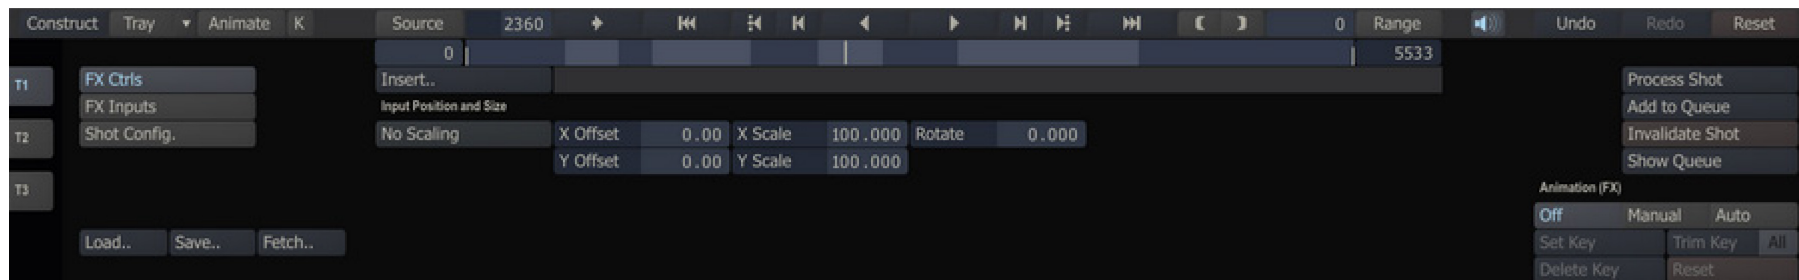 Construct Tray Animate K Source 2360 0 Range Undo Redo Reset
0 5533
T1 FX Ctrls Insert.. Process Shot
FX Inputs Input Position and Size Add to Queue
T2 Shot Config. No Scaling X Offset 0.00 X Scale 100.000 Rotate 0.000 Invalidate Shot
Y Offset 0.00 Y Scale 100.000 Show Queue
T3 Animation (FX)
Off Manual Auto
Load.. Save.. Fetch.. Set Key Trim Key All
Delete Key Reset